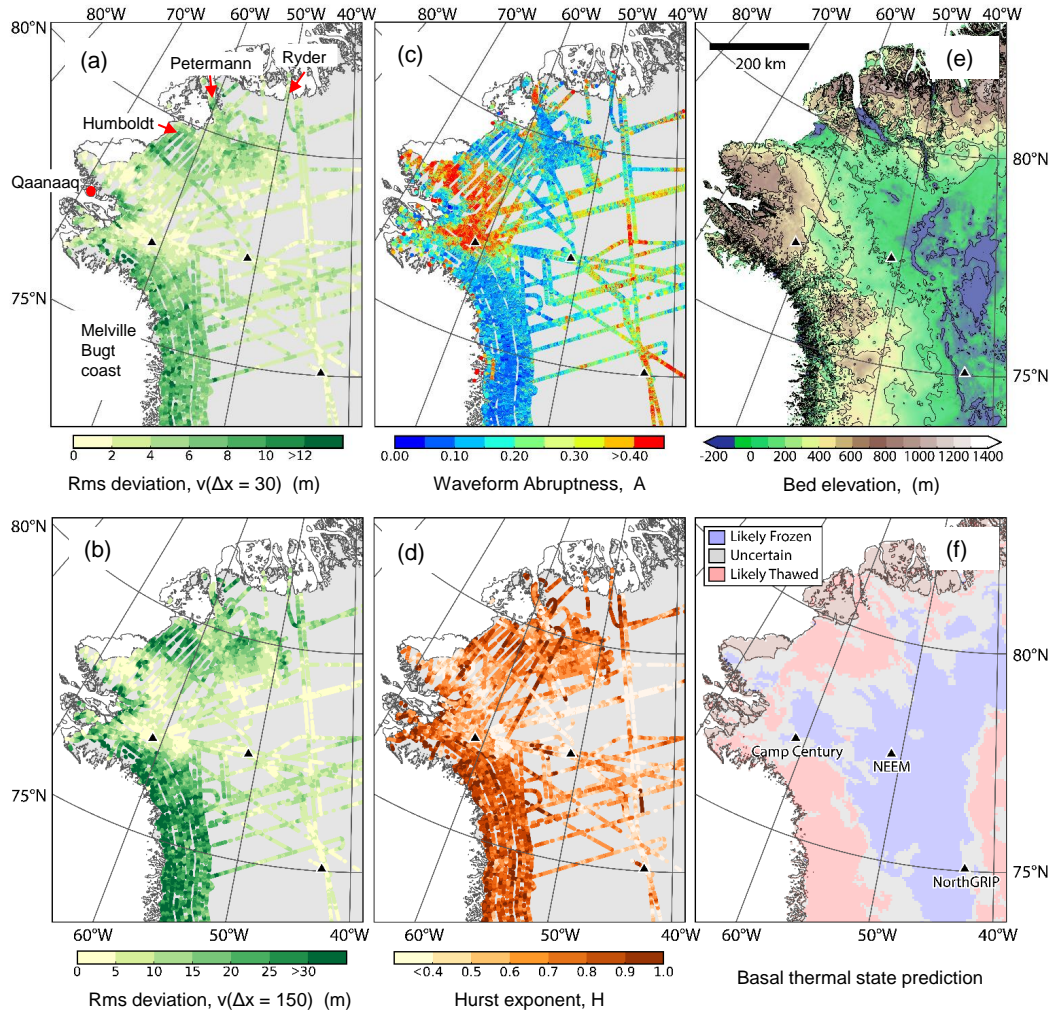 80°W 70°W 60°W 50°W 40°W
80°W 70°W 60°W 50°W 40°W
80°W 70°W 60°W 50°W 40°W
80°N
(a)
Petermann
Ryder
Humboldt
Qaanaaq
75°N
Melville
Bugt
coast
(c)
(e)
200 km
80°N
75°N
0 2 4 6 8 10 >12
Rms deviation, v(Δx = 30) (m)
0.00 0.10 0.20 0.30 >0.40
Waveform Abruptness, A
-200 0 200 400 600 800 1000 1200 1400
Bed elevation, (m)
80°N
(b)
75°N
(d)
(f)
Likely Frozen
Uncertain
Likely Thawed
80°N
Camp Century
NEEM
NorthGRIP
75°N
60°W 50°W 40°W
60°W 50°W 40°W
60°W 50°W 40°W
0 5 10 15 20 25 >30
Rms deviation, v(Δx = 150) (m)
<0.4 0.5 0.6 0.7 0.8 0.9 1.0
Hurst exponent, H
Basal thermal state prediction